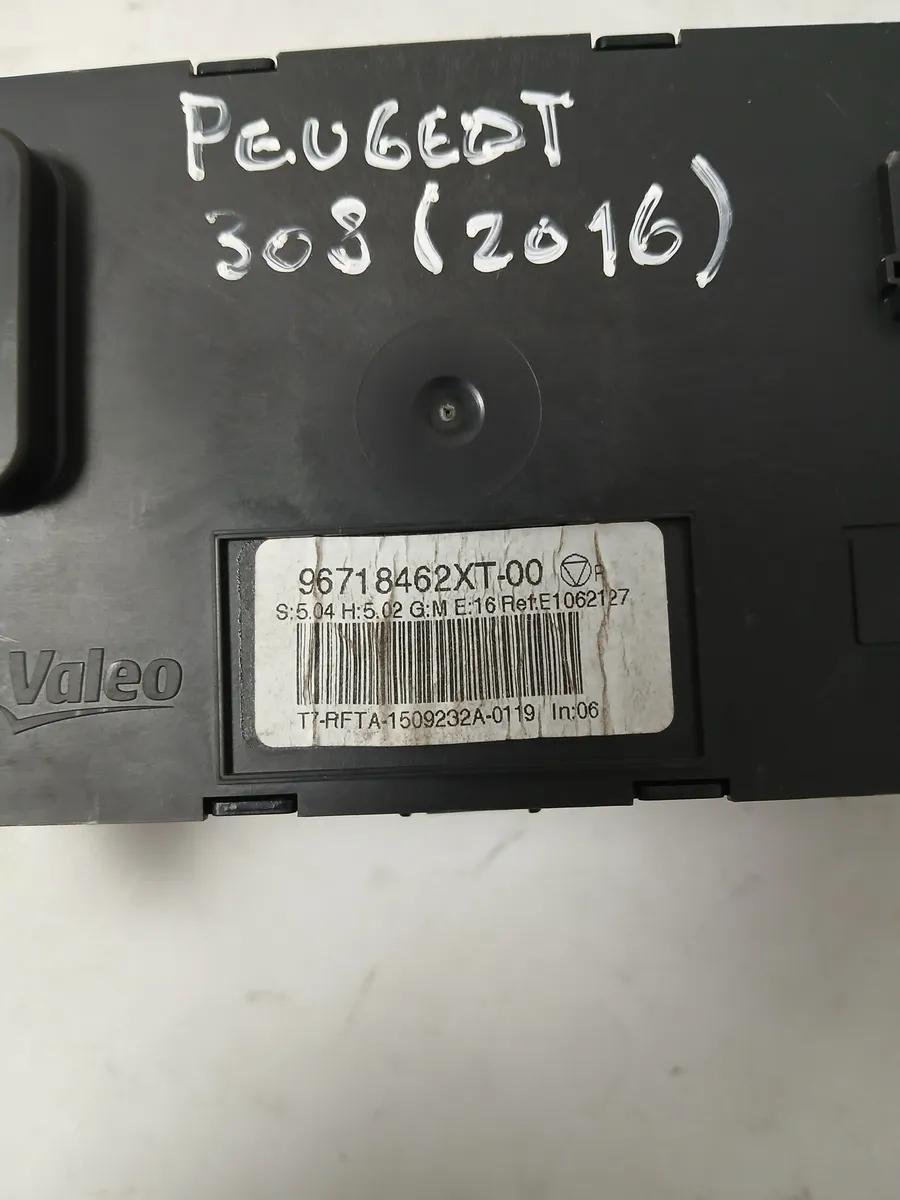 PEUGEOT
308 (2016)
96718462XT-00 P
S:5.04 H:5.02 G:M E:16 Ref:E1062127
Valeo
T7-RFTA-1509232A-0119 In:06